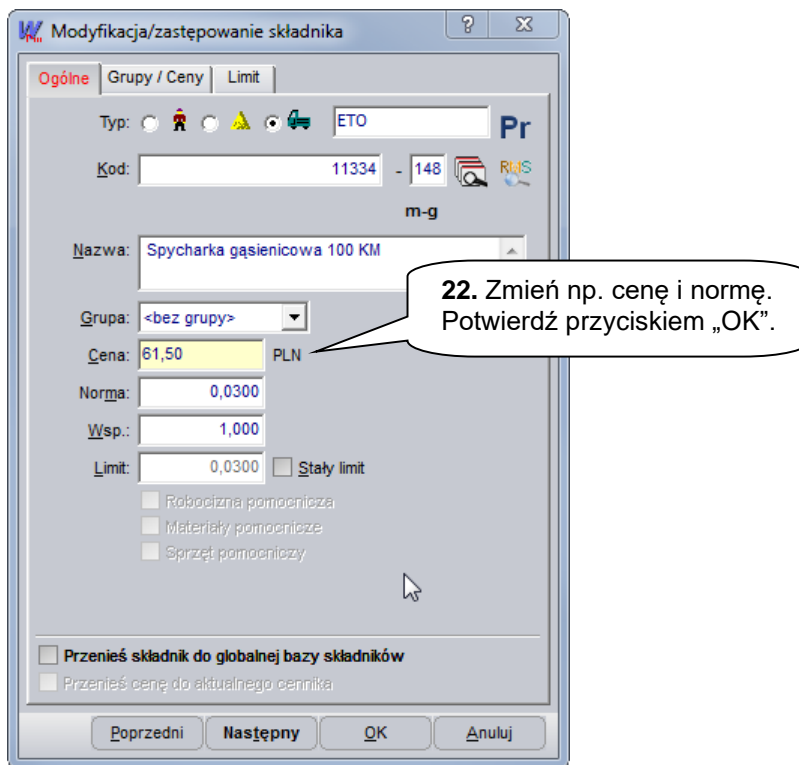 Modyfikacja/zastępowanie składnika
Ogólne Grupy / Ceny Limit
Typ: ETO Pr
Kod: 11334 - 148 RMS
m-g
Nazwa: Spycharka gąsienicowa 100 KM
22. Zmień np. cenę i normę.
Potwierdź przyciskiem „OK”.
Grupa: <bez grupy>
Cena: 61,50 PLN
Norma: 0,0300
Wsp.: 1,000
Limit: 0,0300 Stały limit
Robocizna pomocnicza
Materiały pomocnicze
Sprzęt pomocniczy
Przenieś składnik do globalnej bazy składników
Przenieś cenę do aktualnego cennika
Poprzedni Następny OK Anuluj